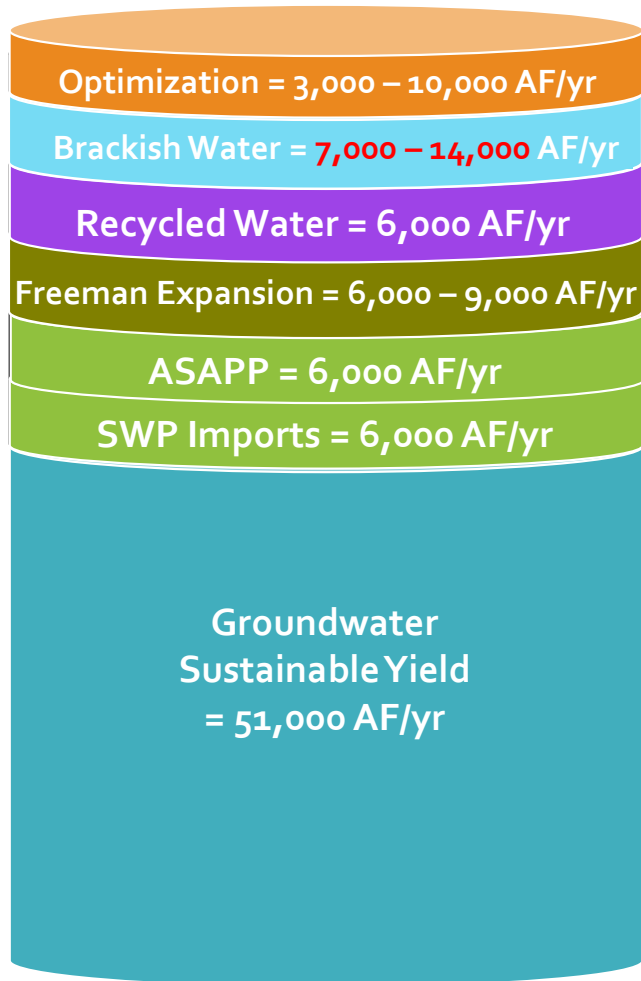 Optimization = 3,000 – 10,000 AF/yr
Brackish Water = 7,000 – 14,000 AF/yr
Recycled Water = 6,000 AF/yr
Freeman Expansion = 6,000 – 9,000 AF/yr
ASAPP = 6,000 AF/yr
SWP Imports = 6,000 AF/yr
Groundwater
Sustainable Yield
= 51,000 AF/yr